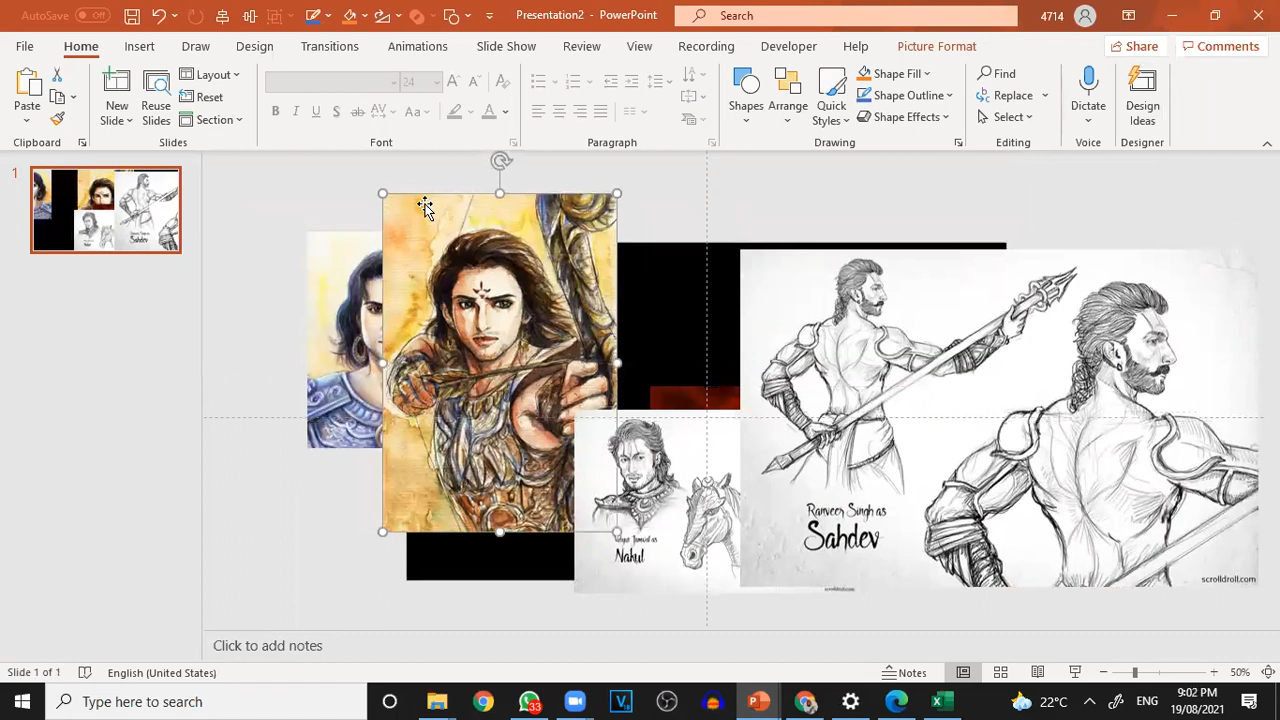 AutoSave Off Presentation2 - PowerPoint Search 4714
File Home Insert Draw Design Transitions Animations Slide Show Review View Recording Developer Help Picture Format Share Comments
Paste New Slide Reuse Slides Layout Reset Section 24 Shapes Arrange Quick Styles Shape Fill Shape Outline Shape Effects Find Replace Select Dictate Design Ideas
Clipboard Slides Font Paragraph Drawing Editing Voice Designer
1
Ranveer Singh as
Sahdev
Nakul
scrolldroll.com
Click to add notes
Slide 1 of 1 English (United States) Notes 50%
Type here to search 33 22°C ENG 9:02 PM
19/08/2021